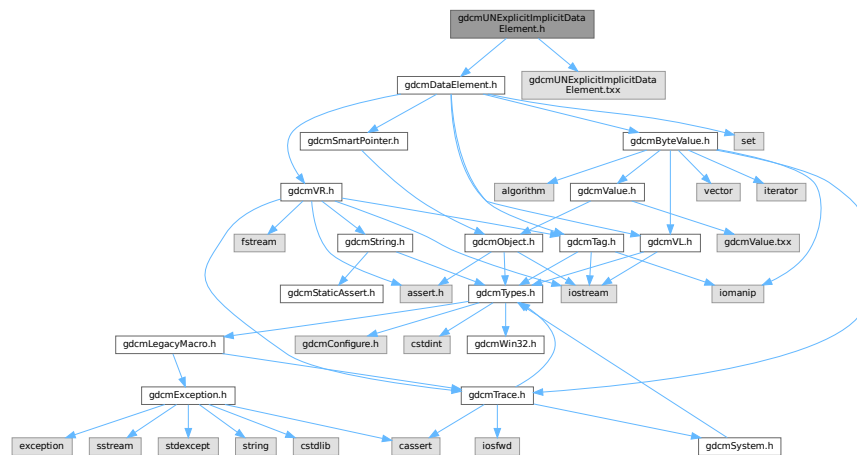 gdcmUNExplicitImplicitData
Element.h
gdcmDataElement.h
gdcmUNExplicitImplicitData
Element.txx
gdcmSmartPointer.h
gdcmByteValue.h
set
gdcmVR.h
algorithm
gdcmValue.h
vector
iterator
fstream
gdcmString.h
gdcmObject.h
gdcmTag.h
gdcmVL.h
gdcmValue.txx
gdcmStaticAssert.h
assert.h
gdcmTypes.h
iostream
iomanip
gdcmLegacyMacro.h
gdcmConfigure.h
cstdint
gdcmWin32.h
gdcmException.h
gdcmTrace.h
exception
sstream
stdexcept
string
cstdlib
cassert
iosfwd
gdcmSystem.h